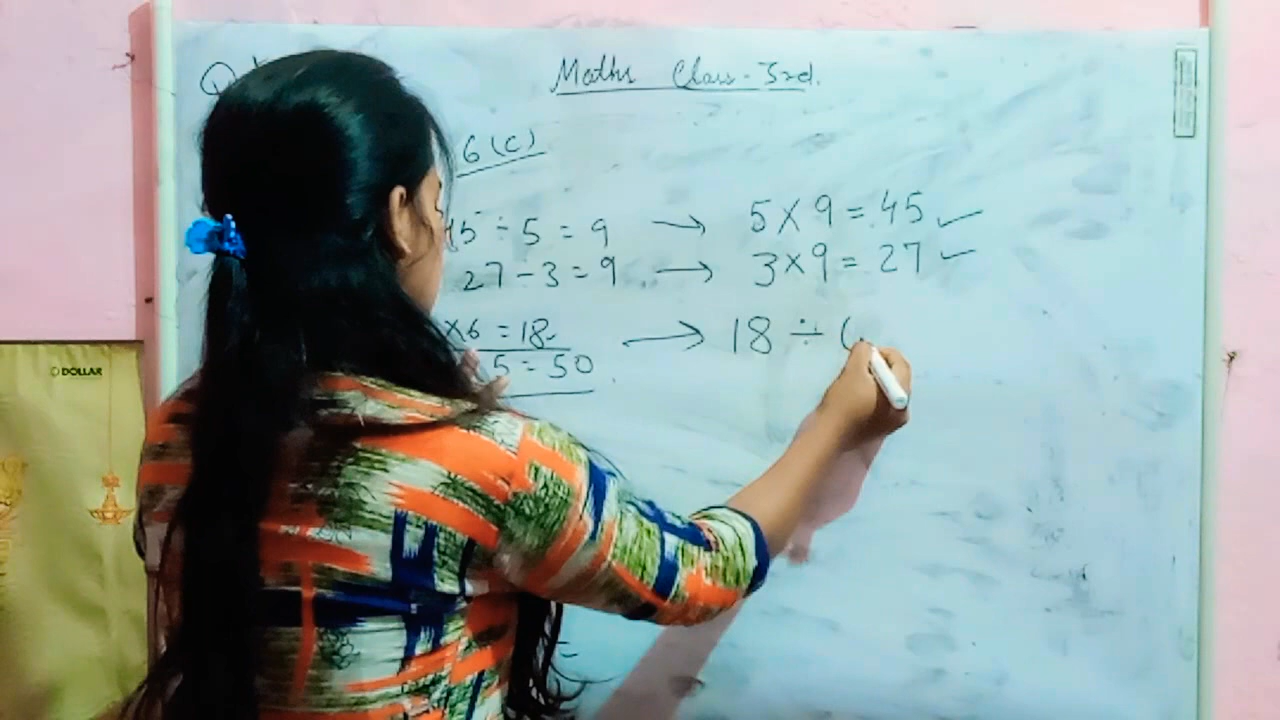 Maths Class-3rd.
6(C)
45 ÷ 5 = 9 → 5 X 9 = 45 ✓
27 - 3 = 9 → 3 X 9 = 27 ✓
X6 = 18 → 18 ÷ 6
5 = 50
DOLLAR